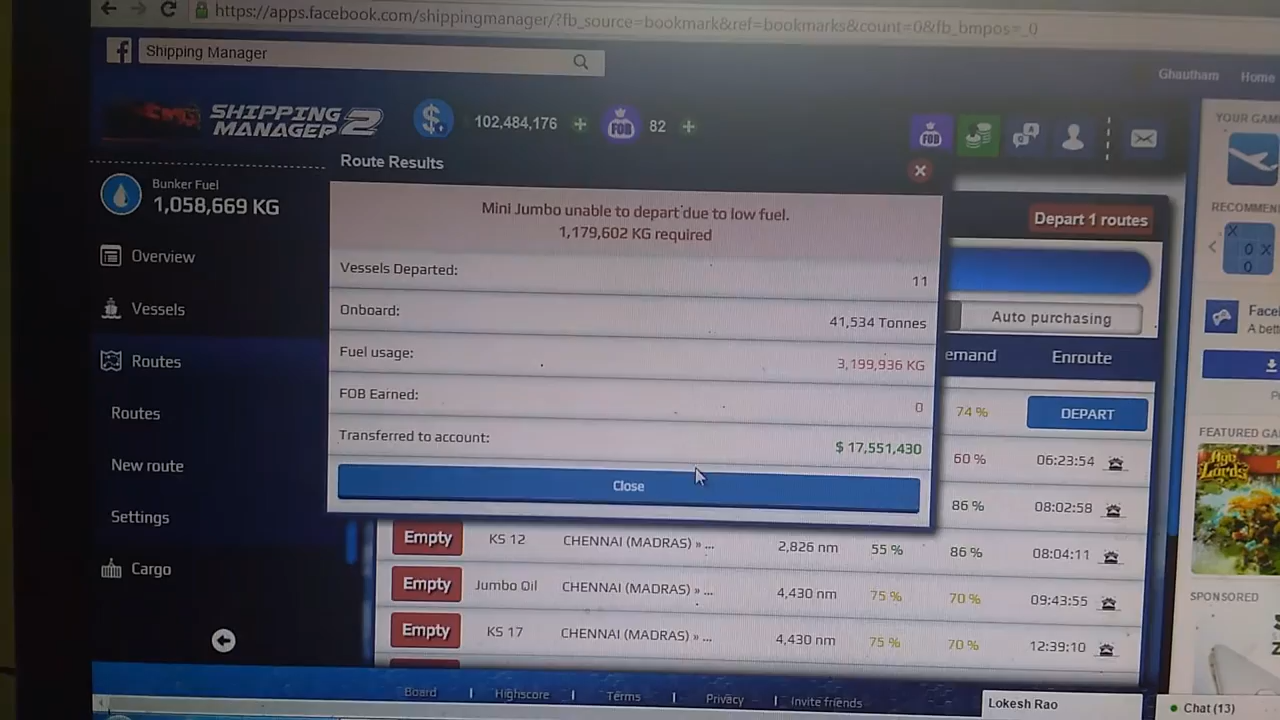 https://apps.facebook.com/shippingmanager/?fb_source=bookmark&ref=bookmarks&count=0&fb_bmpos=_0
Shipping Manager
Ghautham Home
SHIPPING MANAGER 2
102,484,176 +
FOB 82 +
FOB
YOUR GAM
Route Results
Bunker Fuel
1,058,669 KG
Mini Jumbo unable to depart due to low fuel.
1,179,602 KG required
Depart 1 routes
RECOMMEN
Vessels Departed: 11
Onboard: 41,534 Tonnes
Fuel usage: 3,199,936 KG
FOB Earned: 0
Transferred to account: $ 17,551,430
Close
Overview
Vessels
Routes
Routes
New route
Settings
Cargo
Auto purchasing
Face
A bett
emand Enroute
74 % DEPART
60 % 06:23:54
86 % 08:02:58
Empty KS 12 CHENNAI (MADRAS) » ... 2,826 nm 55 % 86 % 08:04:11
Empty Jumbo Oil CHENNAI (MADRAS) » ... 4,430 nm 75 % 70 % 09:43:55
Empty KS 17 CHENNAI (MADRAS) » ... 4,430 nm 75 % 70 % 12:39:10
FEATURED GA
Lords
SPONSORED
Board | Highscore | Terms | Privacy | Invite friends
Lokesh Rao
Chat (13)